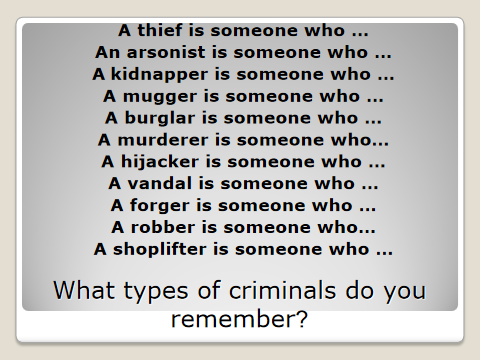 A thief is someone who ...
An arsonist is someone who ...
A kidnapper is someone who ...
A mugger is someone who ...
A burglar is someone who ...
A murderer is someone who...
A hijacker is someone who ...
A vandal is someone who ...
A forger is someone who ...
A robber is someone who...
A shoplifter is someone who ...
What types of criminals do you
remember?